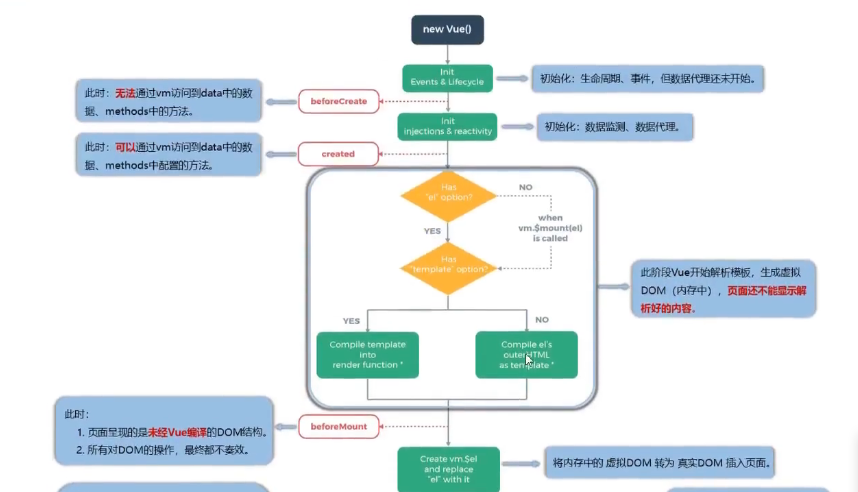 new Vue()
Init
Events & Lifecycle
初始化：生命周期、事件，但数据代理还未开始。
此时：无法通过vm访问到data中的数
据、methods中的方法。
beforeCreate
Init
injections & reactivity
初始化：数据监测、数据代理。
此时：可以通过vm访问到data中的数
据、methods中配置的方法。
created
Has
"el" option?
NO
when
vm.$mount(el)
is called
YES
Has
"template" option?
此阶段Vue开始解析模板，生成虚拟
DOM（内存中），页面还不能显示解
析好的内容。
YES
NO
Compile template
into
render function *
Compile el's
outerHTML
as template *
此时：
1. 页面呈现的是未经Vue编译的DOM结构。
2. 所有对DOM的操作，最终都不奏效。
beforeMount
Create vm.$el
and replace
"el" with it
将内存中的 虚拟DOM 转为 真实DOM 插入页面。